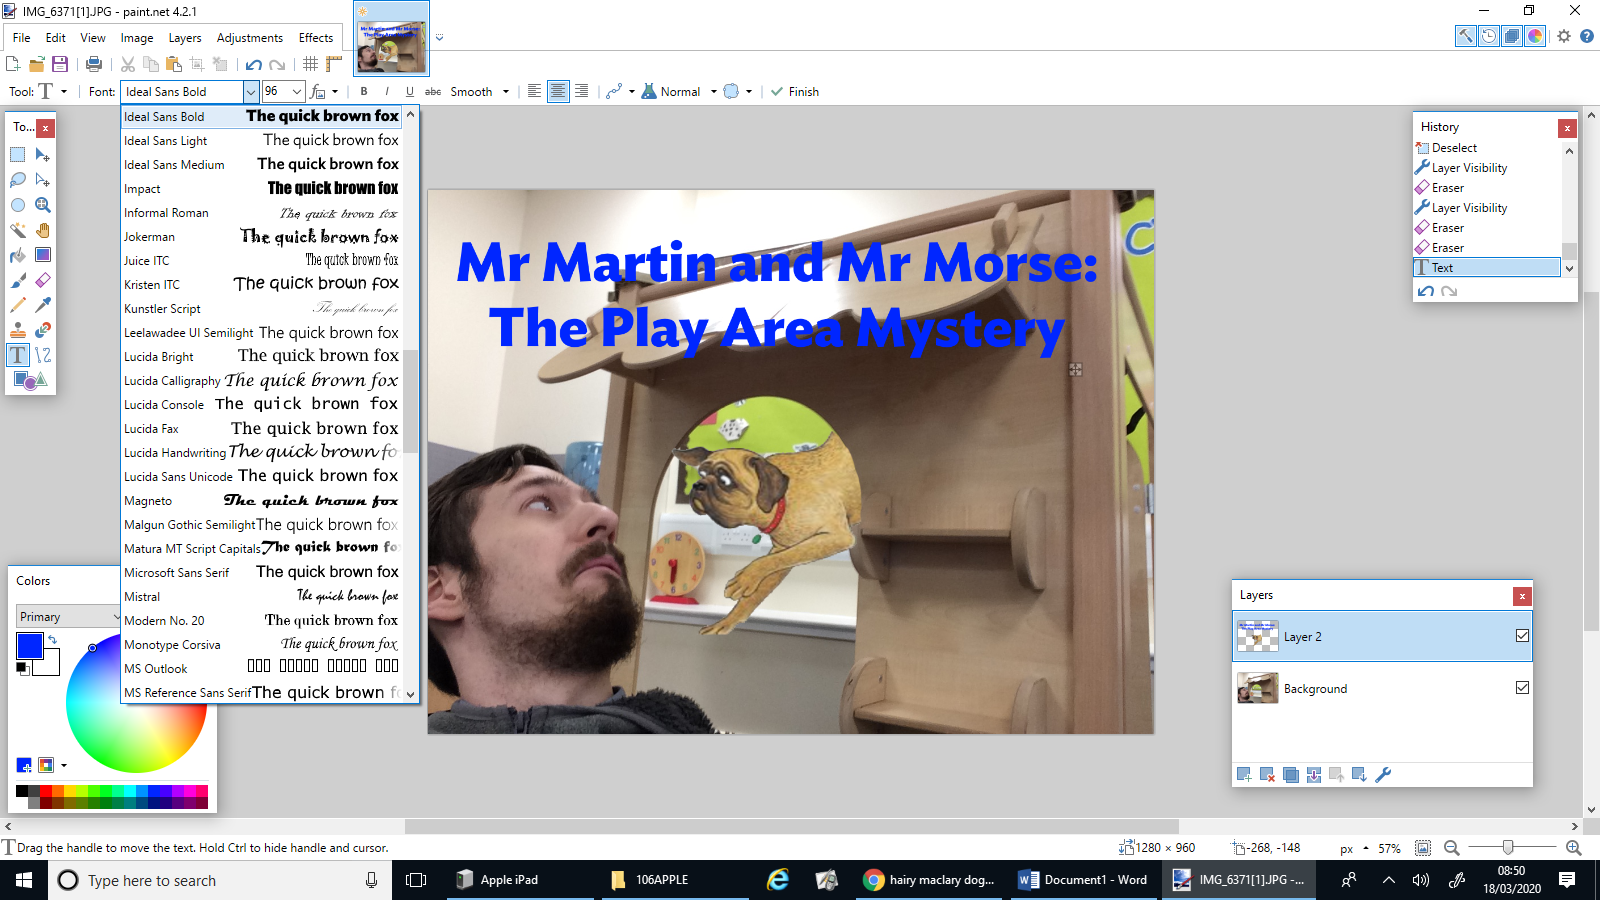 IMG_6371[1].JPG - paint.net 4.2.1
File Edit View Image Layers Adjustments Effects
Tool: T Font: Ideal Sans Bold 96 B I U abc Smooth Normal Finish
Ideal Sans Bold The quick brown fox
Ideal Sans Light The quick brown fox
Ideal Sans Medium The quick brown fox
Impact The quick brown fox
Informal Roman The quick brown fox
Jokerman The quick brown fox
Juice ITC The quick brown fox
Kristen ITC The quick brown fox
Kunstler Script The quick brown fox
Leelawadee UI Semilight The quick brown fox
Lucida Bright The quick brown fox
Lucida Calligraphy The quick brown fox
Lucida Console The quick brown fox
Lucida Fax The quick brown fox
Lucida Handwriting The quick brown fo
Lucida Sans Unicode The quick brown fox
Magneto The quick brown fox
Malgun Gothic Semilight The quick brown fox
Matura MT Script Capitals The quick brown fo
Microsoft Sans Serif The quick brown fox
Mistral The quick brown fox
Modern No. 20 The quick brown fox
Monotype Corsiva The quick brown fox
MS Outlook
MS Reference Sans Serif The quick brown f
To...
Colors
Primary
Mr Martin and Mr Morse:
The Play Area Mystery
History
Deselect
Layer Visibility
Eraser
Layer Visibility
Eraser
Eraser
Text
Layers
Layer 2
Background
Drag the handle to move the text. Hold Ctrl to hide handle and cursor. 1280 × 960 -268, -148 px 57%
Type here to search Apple iPad 106APPLE hairy maclary dog... Document1 - Word IMG_6371[1].JPG -... 08:50
18/03/2020